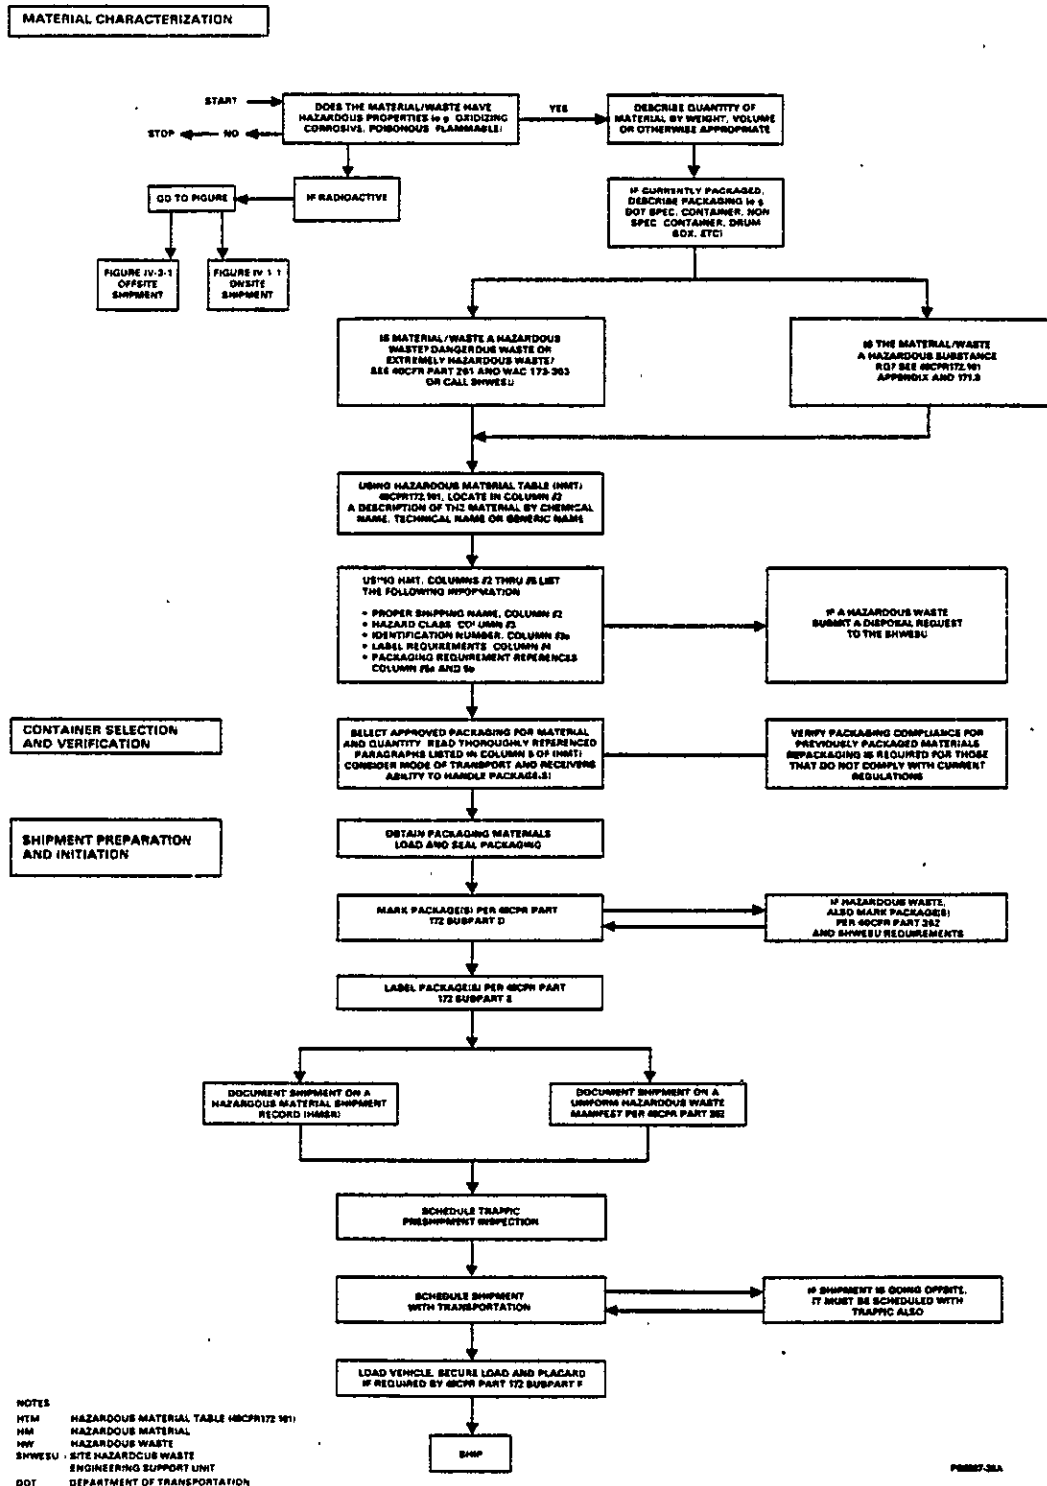 MATERIAL CHARACTERIZATION
START
DOES THE MATERIAL/WASTE HAVE
HAZARDOUS PROPERTIES (e g OXIDIZING
CORROSIVE, POISONOUS FLAMMABLE)
YES
DESCRIBE QUANTITY OF
MATERIAL BY WEIGHT, VOLUME
OR OTHERWISE APPROPRIATE
STOP
NO
GO TO FIGURE
IF RADIOACTIVE
IF CURRENTLY PACKAGED,
DESCRIBE PACKAGING (e g
DOT SPEC. CONTAINER, NON
SPEC CONTAINER, DRUM
BOX, ETC)
FIGURE IV-3-1
OFFSITE
SHIPMENT
FIGURE IV 1-1
ONSITE
SHIPMENT
IS MATERIAL/WASTE A HAZARDOUS
WASTE? DANGEROUS WASTE OR
EXTREMELY HAZARDOUS WASTE?
SEE 40CFR PART 261 AND WAC 173-303
OR CALL SHWESU
IS THE MATERIAL/WASTE
A HAZARDOUS SUBSTANCE
RQ? SEE 49CFR172.101
APPENDIX AND 171.8
USING HAZARDOUS MATERIAL TABLE (HMT)
49CFR172.101, LOCATE IN COLUMN #2
A DESCRIPTION OF THE MATERIAL BY CHEMICAL
NAME, TECHNICAL NAME OR GENERIC NAME
USING HMT, COLUMNS #2 THRU #5 LIST
THE FOLLOWING INFORMATION
• PROPER SHIPPING NAME, COLUMN #2
• HAZARD CLASS COLUMN #3
• IDENTIFICATION NUMBER, COLUMN #3a
• LABEL REQUIREMENTS COLUMN #4
• PACKAGING REQUIREMENT REFERENCES
COLUMN #5a AND 5b
IF A HAZARDOUS WASTE
SUBMIT A DISPOSAL REQUEST
TO THE SHWESU
CONTAINER SELECTION
AND VERIFICATION
SELECT APPROVED PACKAGING FOR MATERIAL
AND QUANTITY READ THOROUGHLY REFERENCED
PARAGRAPHS LISTED IN COLUMN 5 OF (HMT)
CONSIDER MODE OF TRANSPORT AND RECEIVERS
ABILITY TO HANDLE PACKAGE(S)
VERIFY PACKAGING COMPLIANCE FOR
PREVIOUSLY PACKAGED MATERIALS
REPACKAGING IS REQUIRED FOR THOSE
THAT DO NOT COMPLY WITH CURRENT
REGULATIONS
SHIPMENT PREPARATION
AND INITIATION
OBTAIN PACKAGING MATERIALS
LOAD AND SEAL PACKAGING
MARK PACKAGE(S) PER 49CFR PART
172 SUBPART D
IF HAZARDOUS WASTE,
ALSO MARK PACKAGE(S)
PER 40CFR PART 262
AND SHWESU REQUIREMENTS
LABEL PACKAGE(S) PER 49CFR PART
172 SUBPART E
DOCUMENT SHIPMENT ON A
HAZARDOUS MATERIAL SHIPMENT
RECORD (HMSR)
DOCUMENT SHIPMENT ON A
UNIFORM HAZARDOUS WASTE
MANIFEST PER 40CFR PART 262
SCHEDULE TRAFFIC
PRESHIPMENT INSPECTION
SCHEDULE SHIPMENT
WITH TRANSPORTATION
IF SHIPMENT IS GOING OFFSITE,
IT MUST BE SCHEDULED WITH
TRAFFIC ALSO
LOAD VEHICLE, SECURE LOAD AND PLACARD
IF REQUIRED BY 49CFR PART 172 SUBPART F
SHIP
NOTES
HTM HAZARDOUS MATERIAL TABLE (49CFR172 101)
HM HAZARDOUS MATERIAL
HW HAZARDOUS WASTE
SHWESU SITE HAZARDOUS WASTE
ENGINEERING SUPPORT UNIT
DOT DEPARTMENT OF TRANSPORTATION